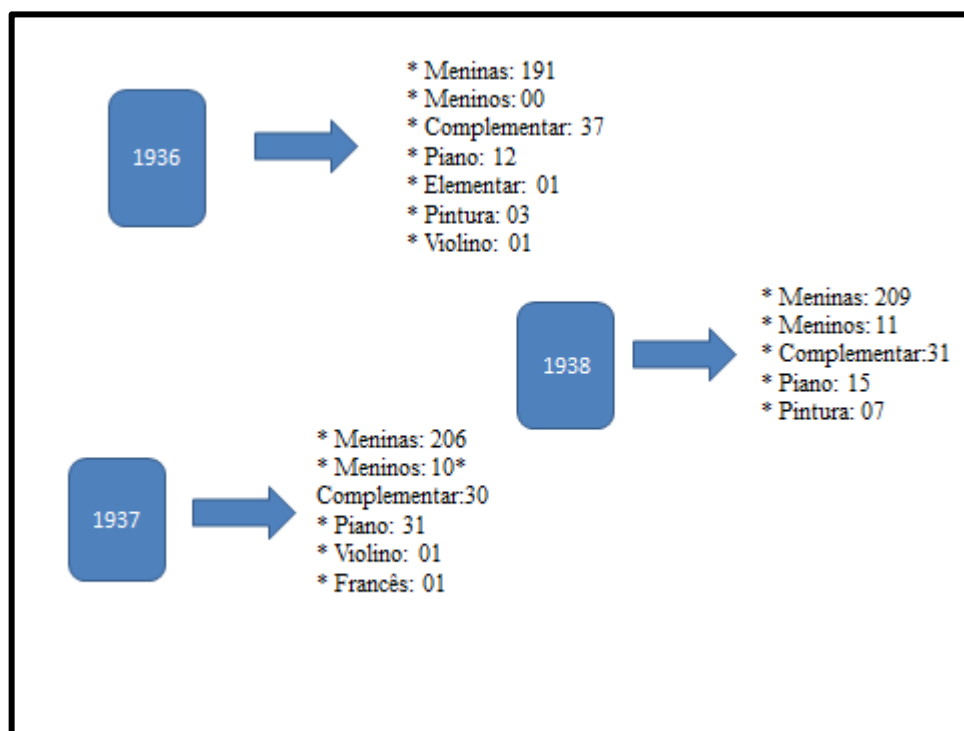 1936
* Meninas: 191
* Meninos: 00
* Complementar: 37
* Piano: 12
* Elementar: 01
* Pintura: 03
* Violino: 01
1938
* Meninas: 209
* Meninos: 11
* Complementar:31
* Piano: 15
* Pintura: 07
1937
* Meninas: 206
* Meninos: 10*
Complementar:30
* Piano: 31
* Violino: 01
* Francês: 01